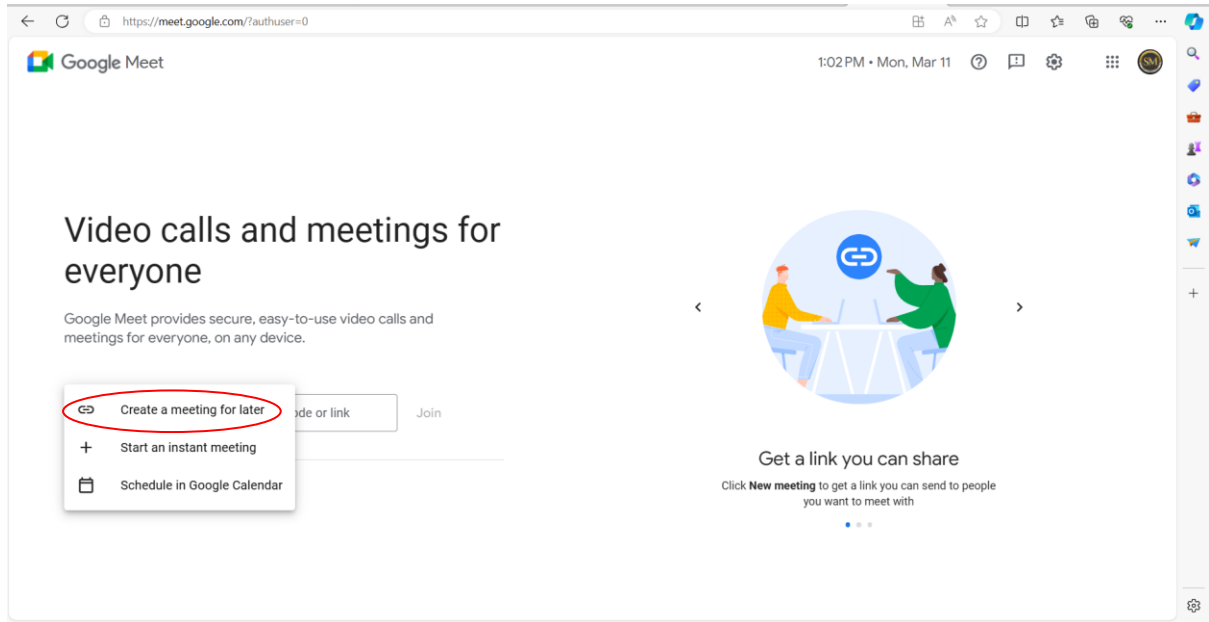 https://meet.google.com/?authuser=0
Google Meet
1:02 PM • Mon, Mar 11
SM
Video calls and meetings for
everyone
Google Meet provides secure, easy-to-use video calls and
meetings for everyone, on any device.
Create a meeting for later
ode or link
Join
Start an instant meeting
Schedule in Google Calendar
Get a link you can share
Click New meeting to get a link you can send to people
you want to meet with